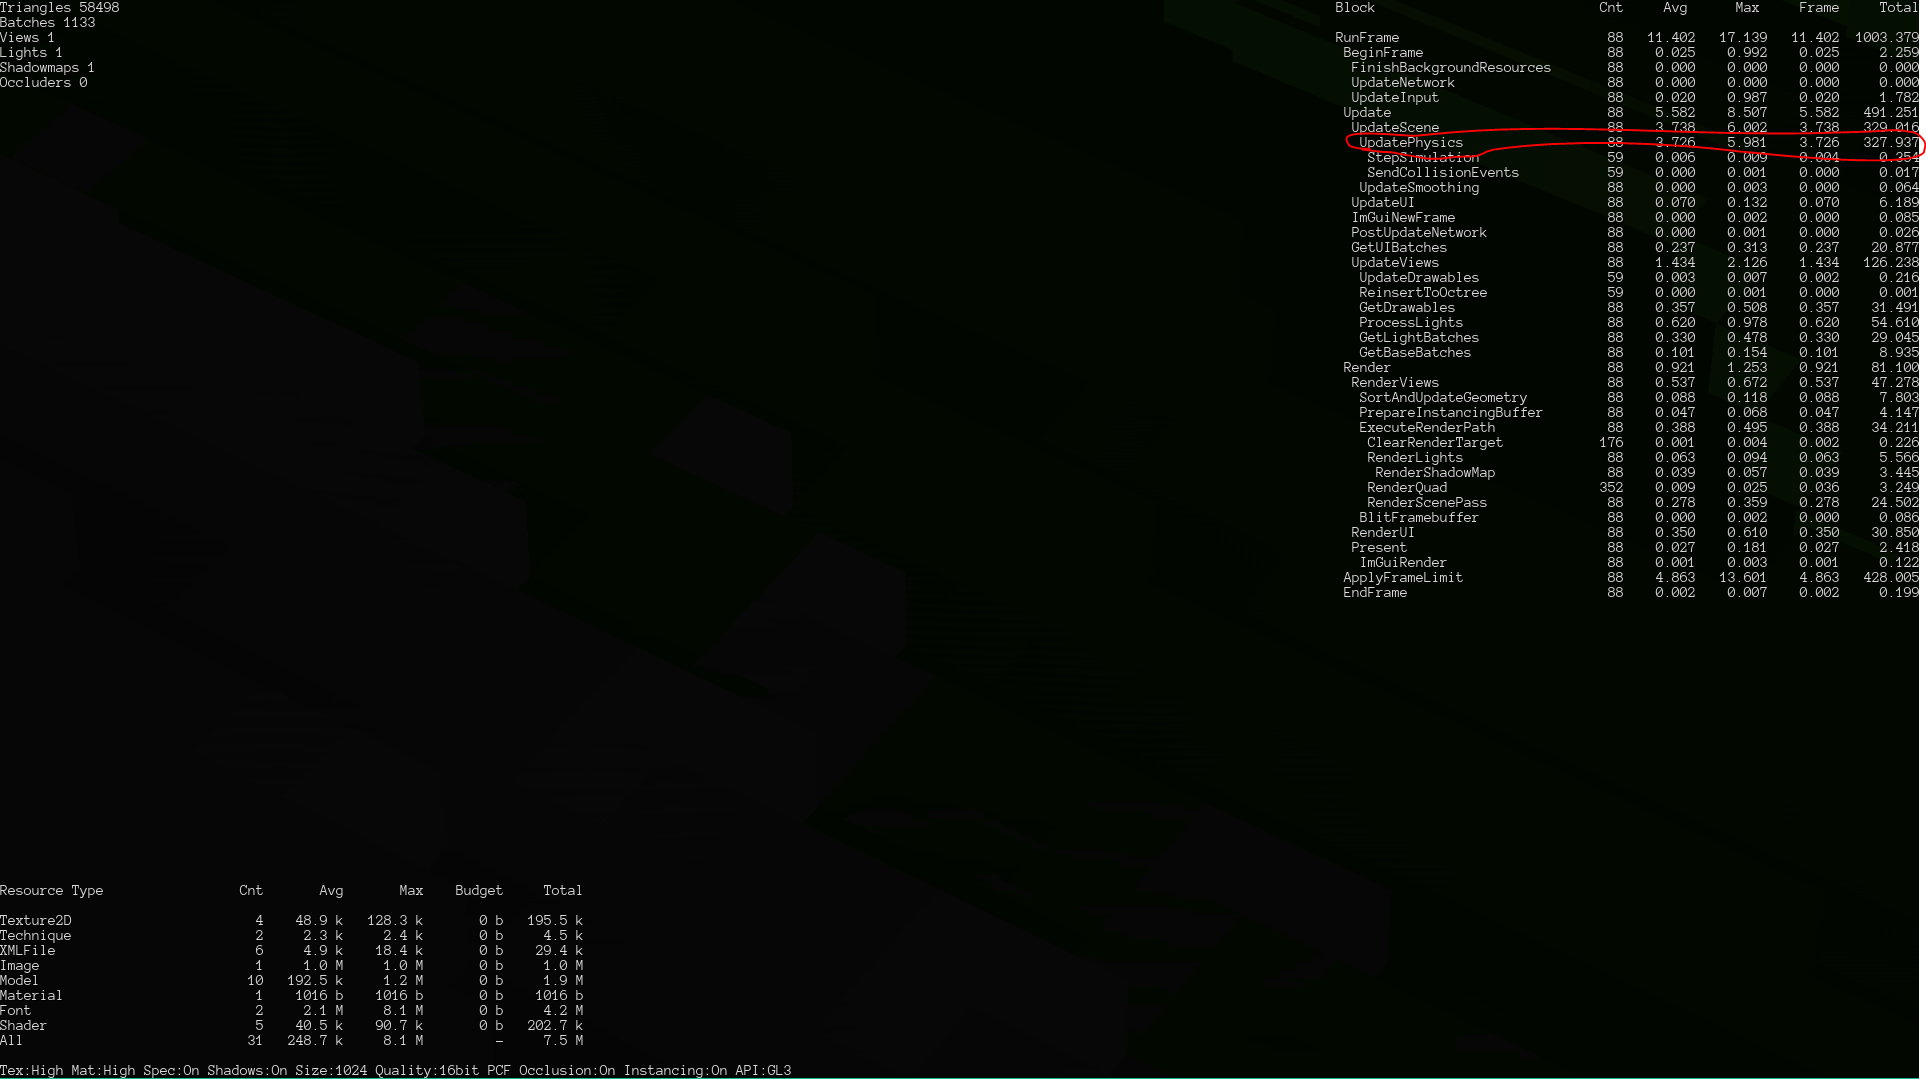 Triangles 58498
Batches 1133
Views 1
Lights 1
Shadowmaps 1
Occluders 0
Block Cnt Avg Max Frame Total
RunFrame 88 11.402 17.139 11.402 1003.379
BeginFrame 88 0.025 0.992 0.025 2.259
FinishBackgroundResources 88 0.000 0.000 0.000 0.000
UpdateNetwork 88 0.000 0.000 0.000 0.000
UpdateInput 88 0.020 0.987 0.020 1.782
Update 88 5.582 8.507 5.582 491.251
UpdateScene 88 3.738 6.002 3.738 329.016
UpdatePhysics 88 3.726 5.981 3.726 327.937
StepSimulation 59 0.006 0.009 0.004 0.354
SendCollisionEvents 59 0.000 0.001 0.000 0.017
UpdateSmoothing 88 0.000 0.003 0.000 0.064
UpdateUI 88 0.070 0.132 0.070 6.189
ImGuiNewFrame 88 0.000 0.002 0.000 0.085
PostUpdateNetwork 88 0.000 0.001 0.000 0.026
GetUIBatches 88 0.237 0.313 0.237 20.877
UpdateViews 88 1.434 2.126 1.434 126.238
UpdateDrawables 59 0.003 0.007 0.002 0.216
ReinsertToOctree 59 0.000 0.001 0.000 0.001
GetDrawables 88 0.357 0.508 0.357 31.491
ProcessLights 88 0.620 0.978 0.620 54.610
GetLightBatches 88 0.330 0.478 0.330 29.045
GetBaseBatches 88 0.101 0.154 0.101 8.935
Render 88 0.921 1.253 0.921 81.100
RenderViews 88 0.537 0.672 0.537 47.278
SortAndUpdateGeometry 88 0.088 0.118 0.088 7.803
PrepareInstancingBuffer 88 0.047 0.068 0.047 4.147
ExecuteRenderPath 88 0.388 0.495 0.388 34.211
ClearRenderTarget 176 0.001 0.004 0.002 0.226
RenderLights 88 0.063 0.094 0.063 5.566
RenderShadowMap 88 0.039 0.057 0.039 3.445
RenderQuad 352 0.009 0.025 0.036 3.249
RenderScenePass 88 0.278 0.359 0.278 24.502
BlitFramebuffer 88 0.000 0.002 0.000 0.086
RenderUI 88 0.350 0.610 0.350 30.850
Present 88 0.027 0.181 0.027 2.418
ImGuiRender 88 0.001 0.003 0.001 0.122
ApplyFrameLimit 88 4.863 13.601 4.863 428.005
EndFrame 88 0.002 0.007 0.002 0.199
Resource Type Cnt Avg Max Budget Total
Texture2D 4 48.9 k 128.3 k 0 b 195.5 k
Technique 2 2.3 k 2.4 k 0 b 4.5 k
XMLFile 6 4.9 k 18.4 k 0 b 29.4 k
Image 1 1.0 M 1.0 M 0 b 1.0 M
Model 10 192.5 k 1.2 M 0 b 1.9 M
Material 1 1016 b 1016 b 0 b 1016 b
Font 2 2.1 M 8.1 M 0 b 4.2 M
Shader 5 40.5 k 90.7 k 0 b 202.7 k
All 31 248.7 k 8.1 M - 7.5 M
Tex:High Mat:High Spec:On Shadows:On Size:1024 Quality:16bit PCF Occlusion:On Instancing:On API:GL3